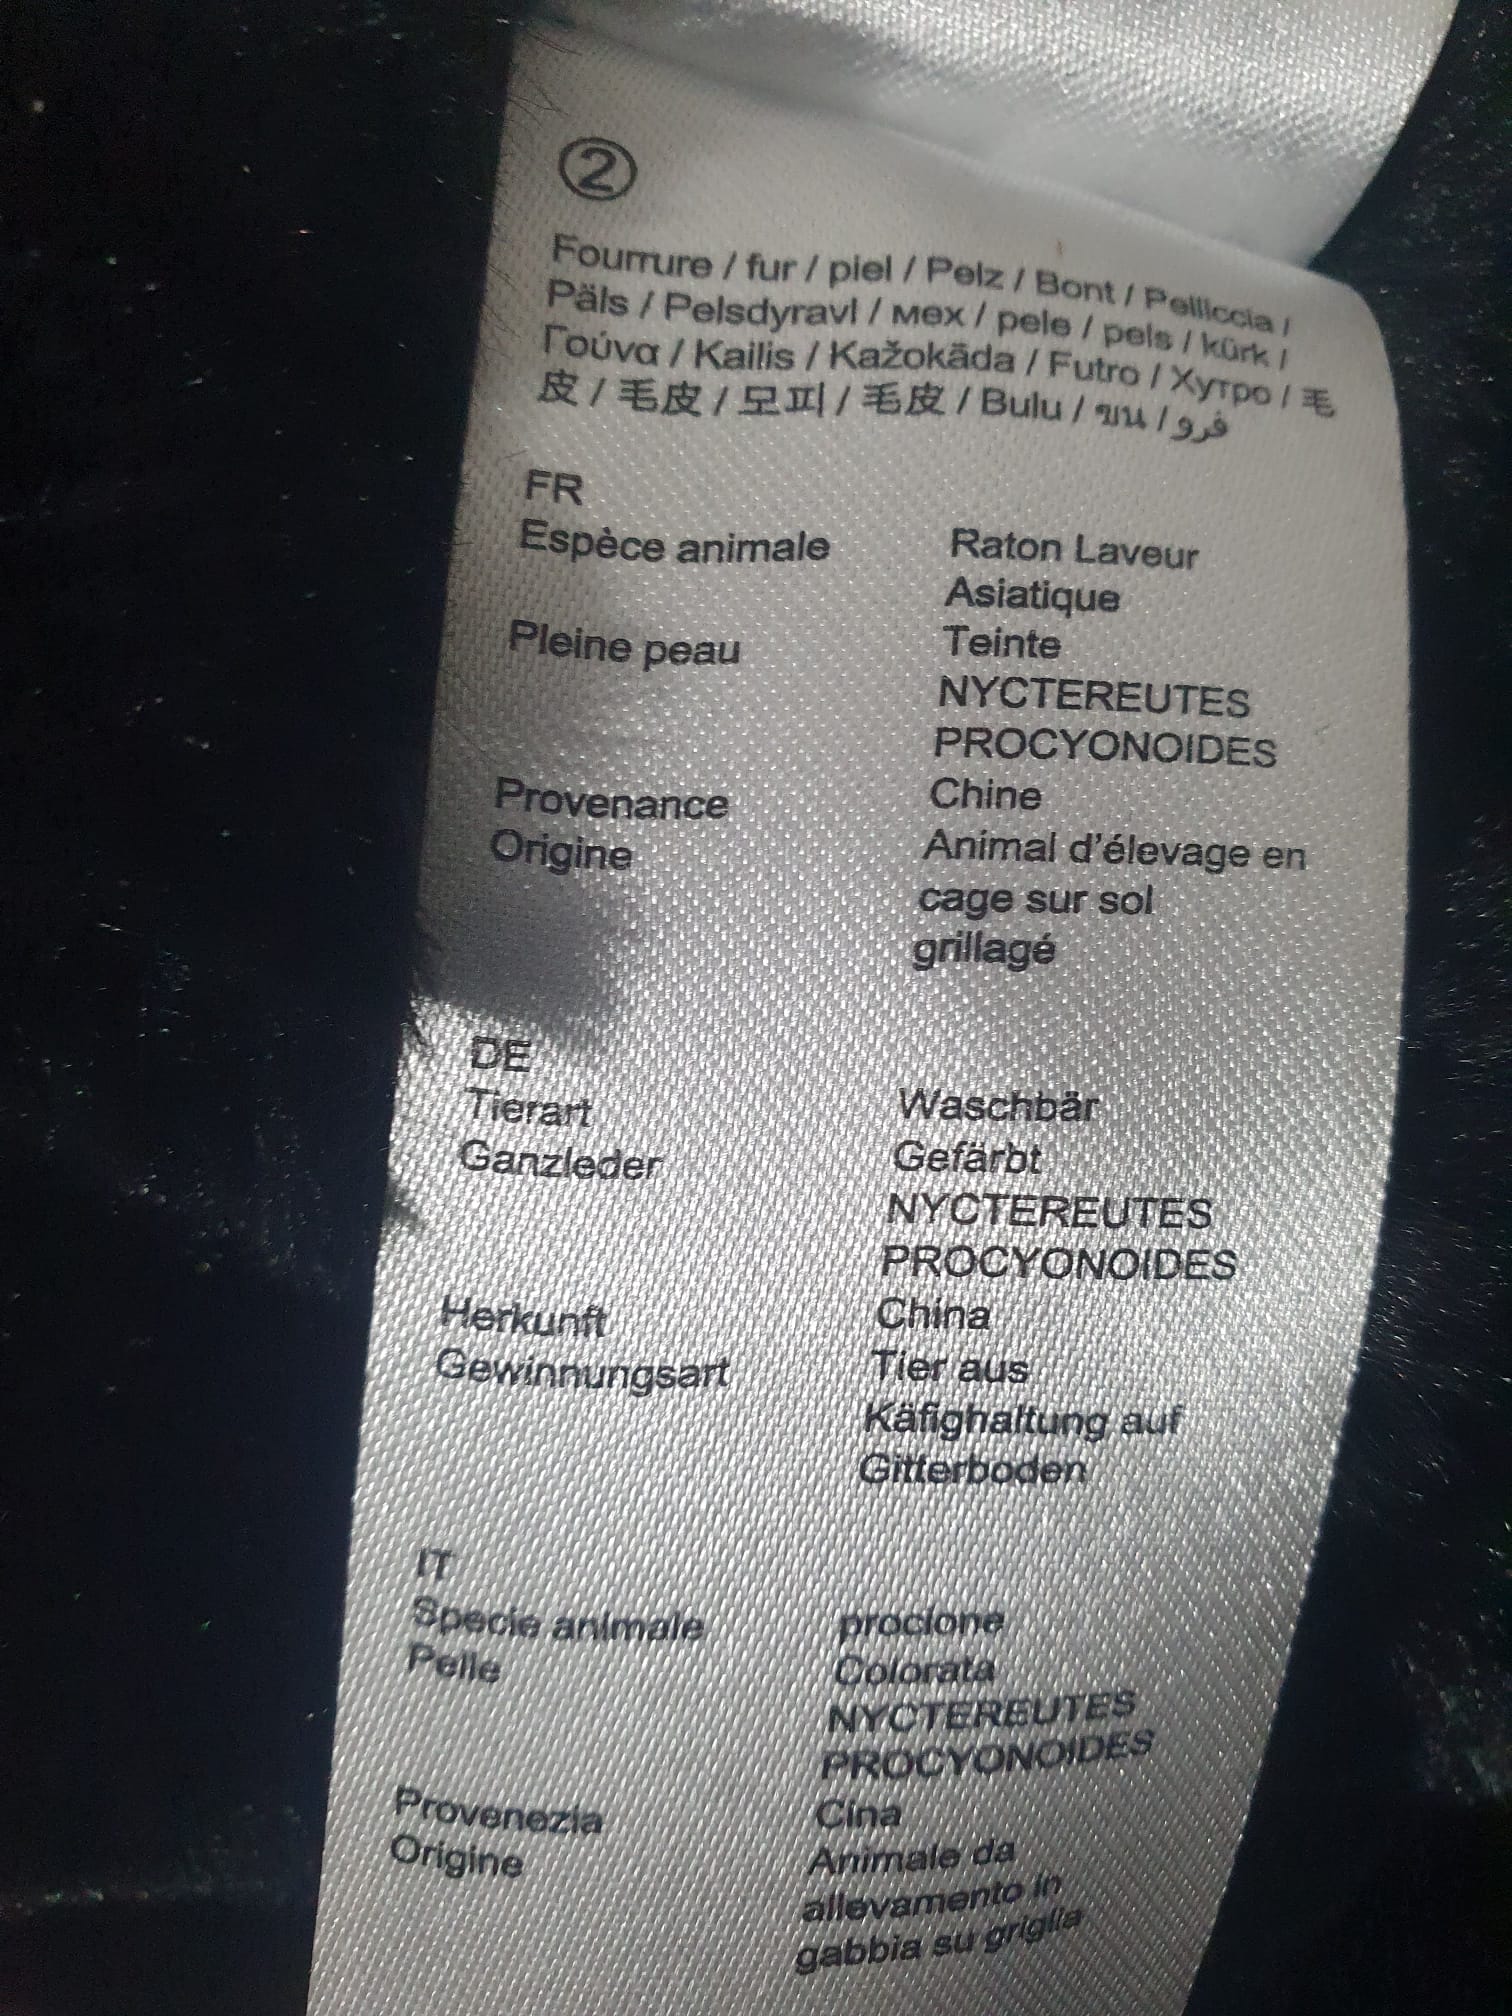 ②
Fourrure / fur / piel / Pelz / Bont / Pelliccia /
Päls / Pelsdyravl / мex / pele / pels / kürk /
Γούνα / Kailis / Kažokāda / Futro / Хутро / 毛
皮 / 毛皮 / 모피 / 毛皮 / Bulu / ขน / فرو
FR
Espèce animale Raton Laveur
Asiatique
Pleine peau Teinte
NYCTEREUTES
PROCYONOIDES
Provenance Chine
Origine Animal d'élevage en
cage sur sol
grillagé
DE
Tierart Waschbär
Ganzleder Gefärbt
NYCTEREUTES
PROCYONOIDES
Herkunft China
Gewinnungsart Tier aus
Käfighaltung auf
Gitterboden
IT
Specie animale procione
Pelle Colorata
NYCTEREUTES
PROCYONOIDES
Provenezia Cina
Origine Animale da
allevamento in
gabbia su griglia